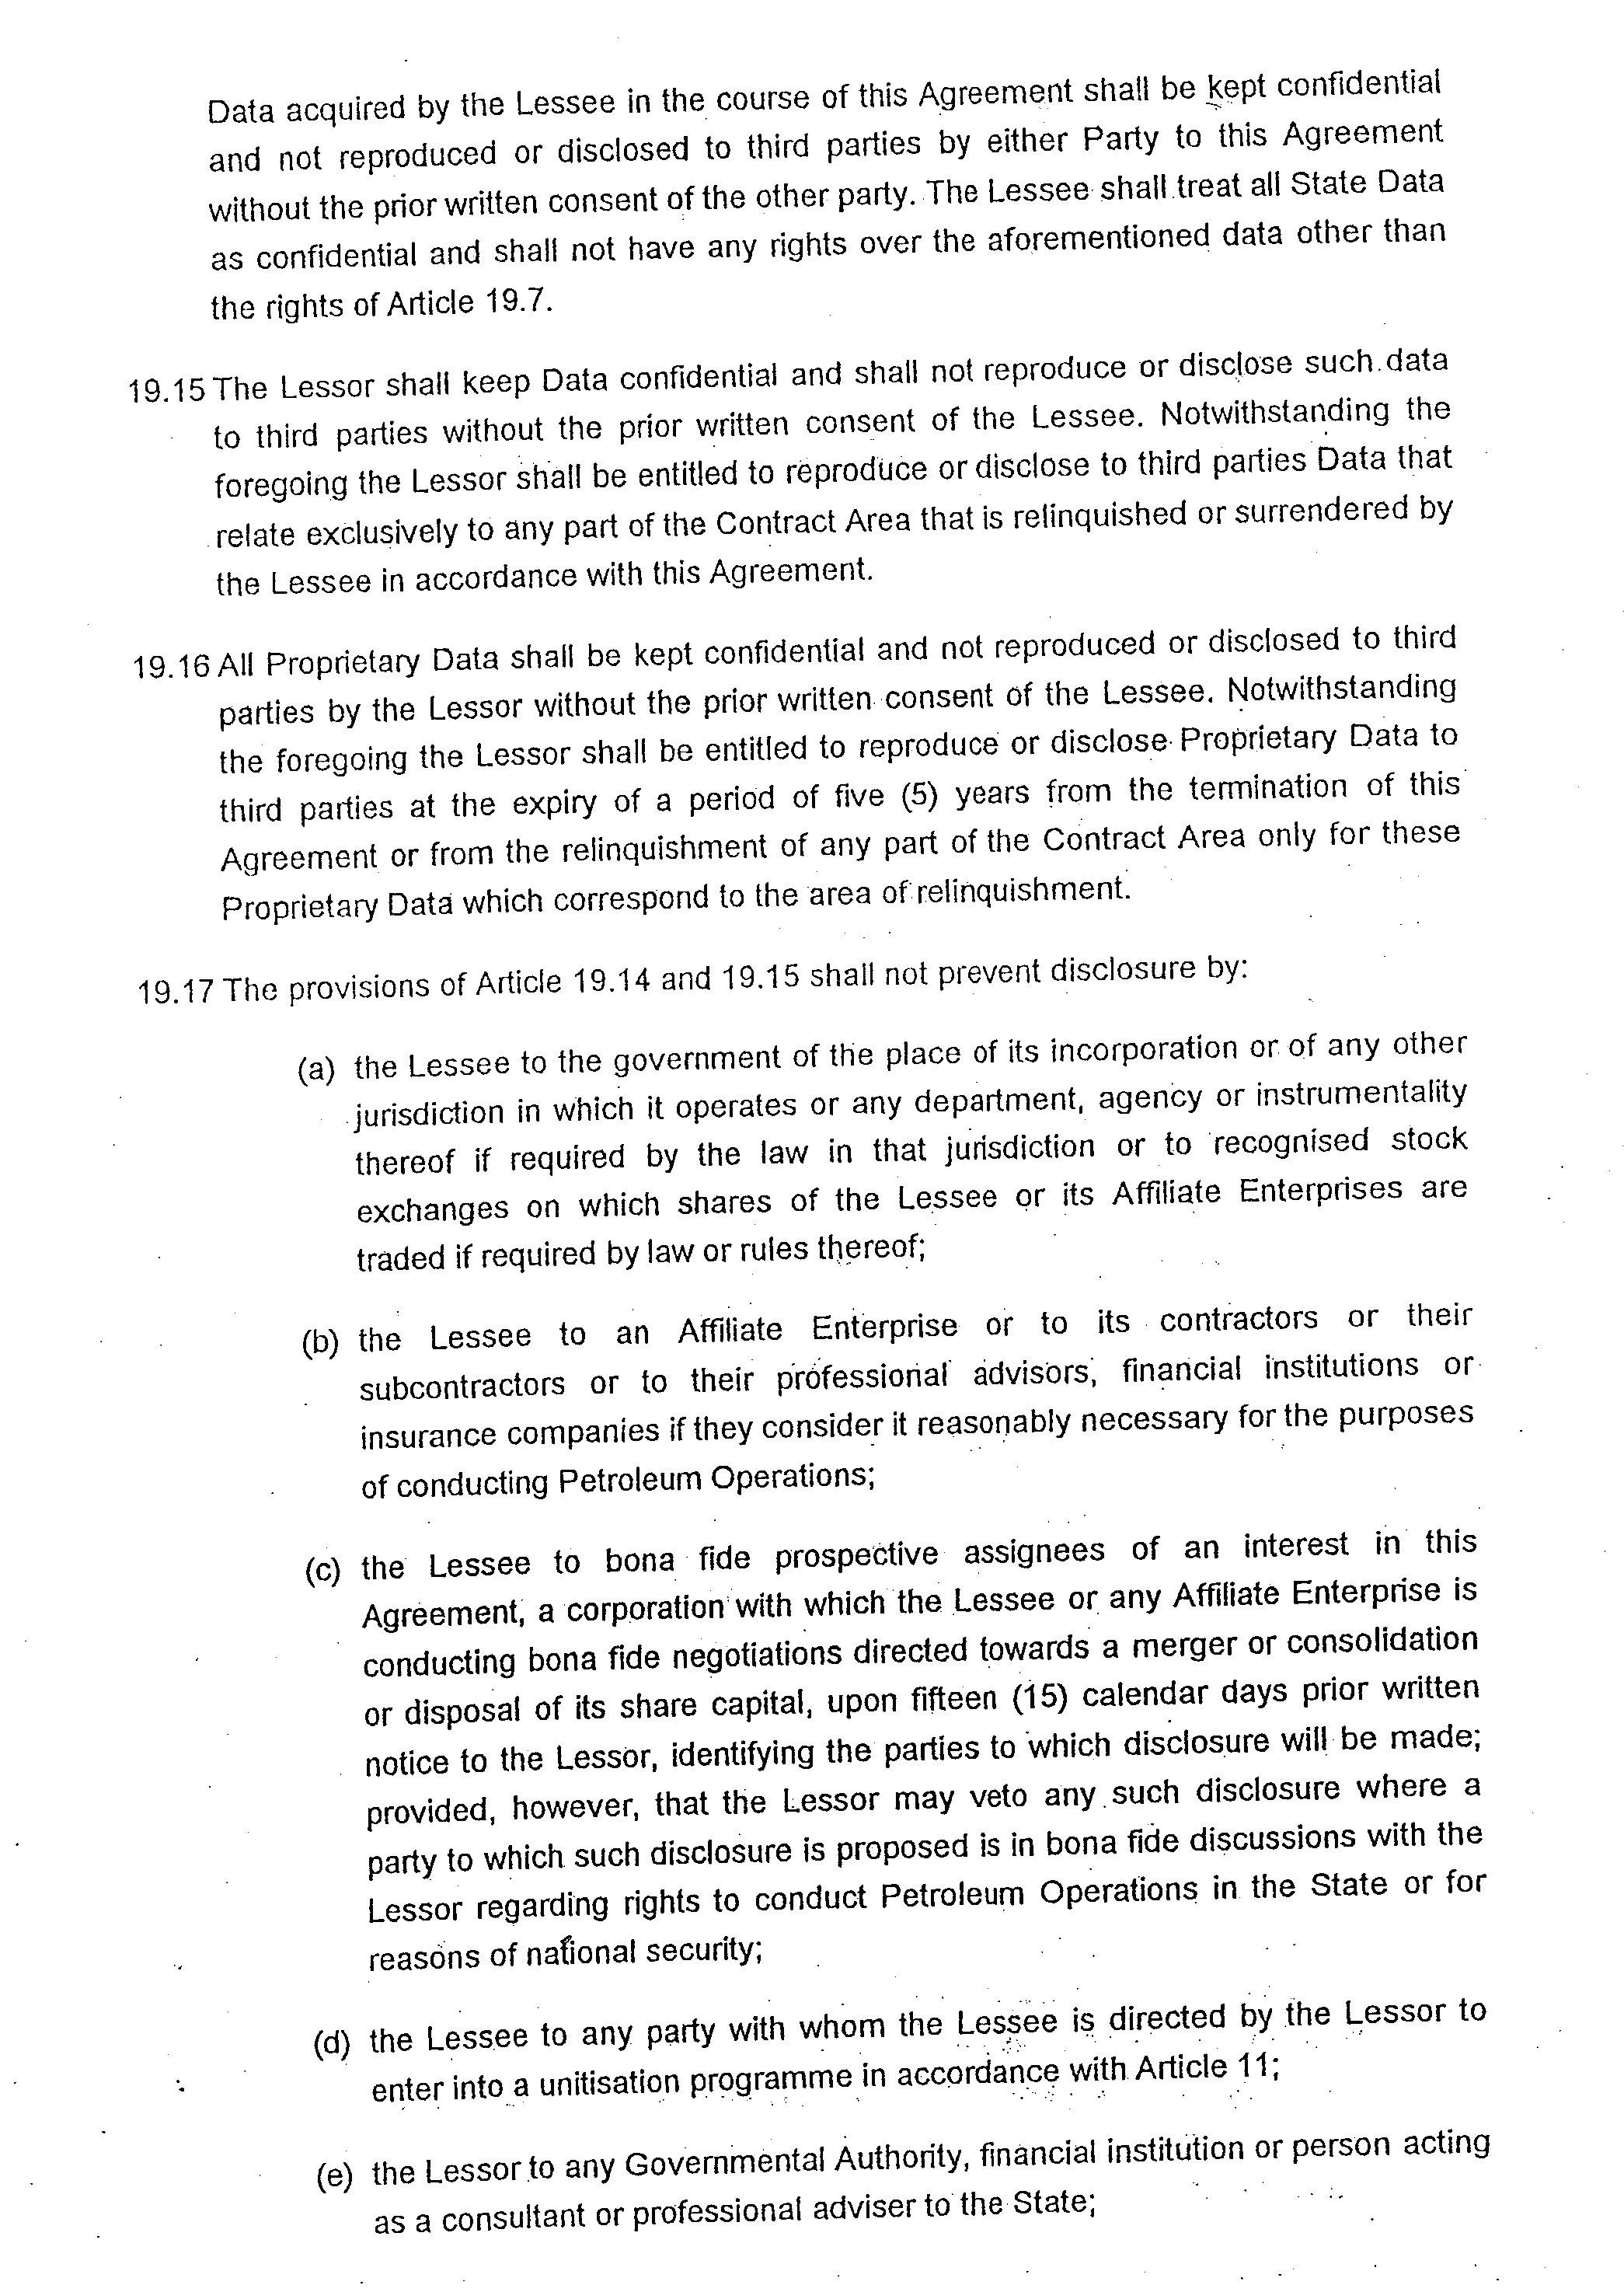 Data acquired by the Lessee in the course of this Agreement shall be kept confidential
and not reproduced or disclosed to third parties by either Party to this Agreement
without the prior written consent of the other party. The Lessee shall treat all State Data
as confidential and shall not have any rights over the aforementioned data other than
the rights of Article 19.7.
19.15 The Lessor shall keep Data confidential and shall not reproduce or disclose such data
to third parties without the prior written consent of the Lessee. Notwithstanding the
foregoing the Lessor shall be entitled to reproduce or disclose to third parties Data that
relate exclusively to any part of the Contract Area that is relinquished or surrendered by
the Lessee in accordance with this Agreement.
19.16 All Proprietary Data shall be kept confidential and not reproduced or disclosed to third
parties by the Lessor without the prior written consent of the Lessee. Notwithstanding
the foregoing the Lessor shall be entitled to reproduce or disclose Proprietary Data to
third parties at the expiry of a period of five (5) years from the termination of this
Agreement or from the relinquishment of any part of the Contract Area only for these
Proprietary Data which correspond to the area of relinquishment.
19.17 The provisions of Article 19.14 and 19.15 shall not prevent disclosure by:
(a) the Lessee to the government of the place of its incorporation or of any other
jurisdiction in which it operates or any department, agency or instrumentality
thereof if required by the law in that jurisdiction or to recognised stock
exchanges on which shares of the Lessee or its Affiliate Enterprises are
traded if required by law or rules thereof;
(b) the Lessee to an Affiliate Enterprise or to its contractors or their
subcontractors or to their professional advisors, financial institutions or
insurance companies if they consider it reasonably necessary for the purposes
of conducting Petroleum Operations;
(c) the Lessee to bona fide prospective assignees of an interest in this
Agreement, a corporation with which the Lessee or any Affiliate Enterprise is
conducting bona fide negotiations directed towards a merger or consolidation
or disposal of its share capital, upon fifteen (15) calendar days prior written
notice to the Lessor, identifying the parties to which disclosure will be made;
provided, however, that the Lessor may veto any such disclosure where a
party to which such disclosure is proposed is in bona fide discussions with the
Lessor regarding rights to conduct Petroleum Operations in the State or for
reasons of national security;
(d) the Lessee to any party with whom the Lessee is directed by the Lessor to
enter into a unitisation programme in accordance with Article 11;
(e) the Lessor to any Governmental Authority, financial institution or person acting
as a consultant or professional adviser to the State;